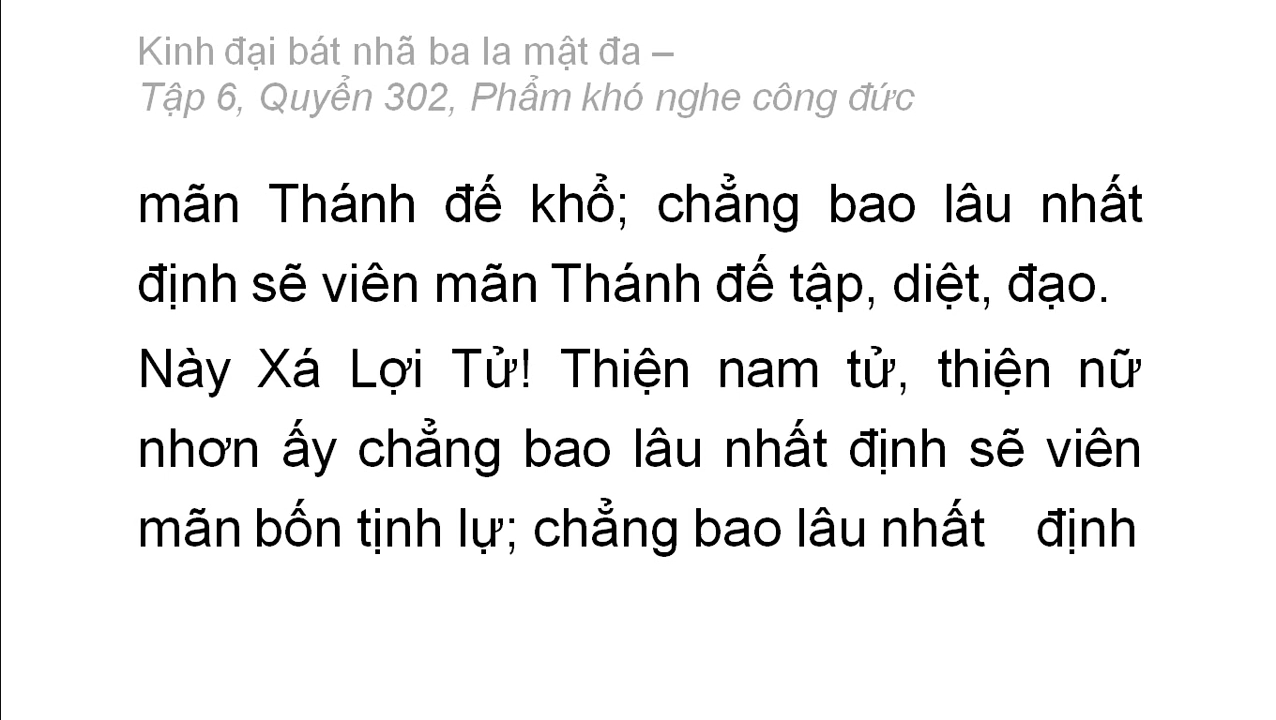 Kinh đại bát nhã ba la mật đa –
Tập 6, Quyển 302, Phẩm khó nghe công đức
mãn Thánh đế khổ; chẳng bao lâu nhất
định sẽ viên mãn Thánh đế tập, diệt, đạo.
Này Xá Lợi Tử! Thiện nam tử, thiện nữ
nhơn ấy chẳng bao lâu nhất định sẽ viên
mãn bốn tịnh lự; chẳng bao lâu nhất định